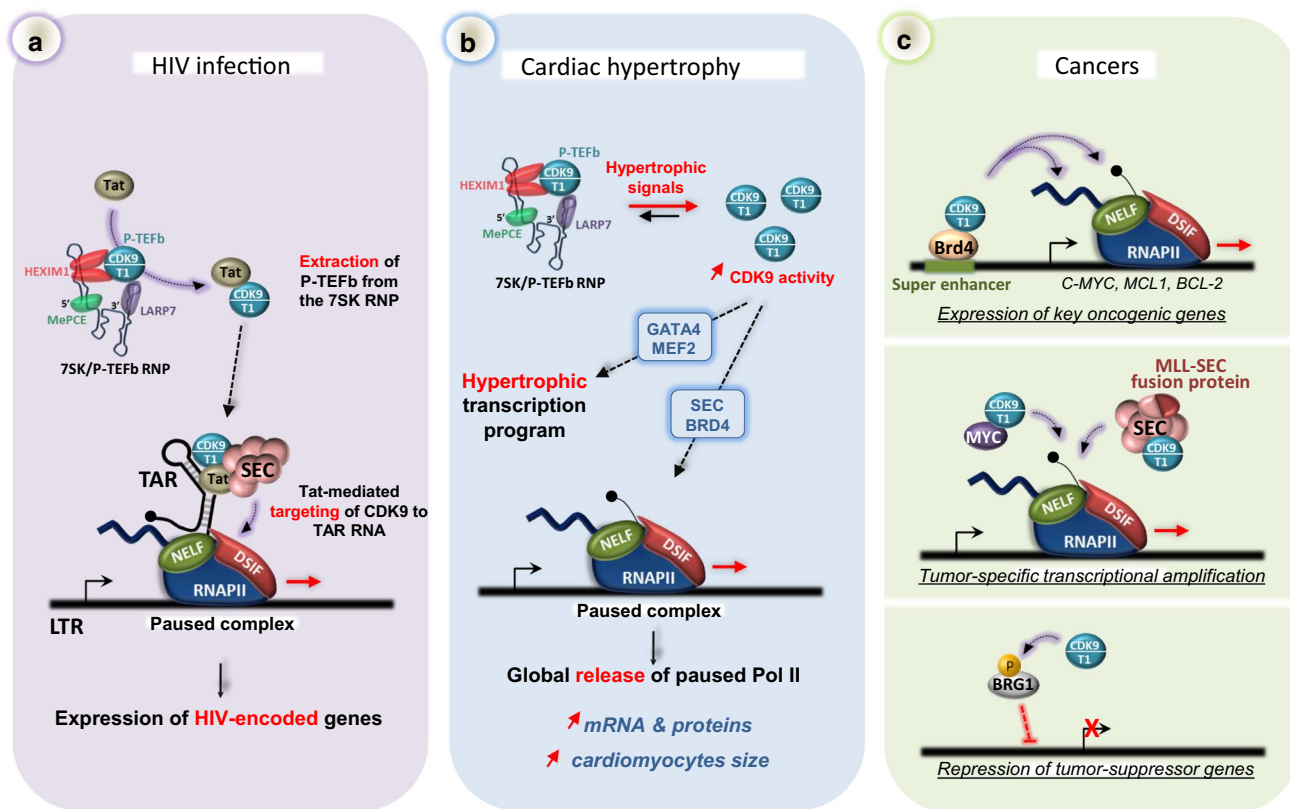 a
HIV infection
Tat
P-TEFb
CDK9
T1
HEXIM1
5'
3'
MePCE
LARP7
7SK/P-TEFb RNP
Tat
CDK9
T1
Extraction of
P-TEFb from
the 7SK RNP
CDK9
T1
Tat
SEC
TAR
Tat-mediated
targeting of CDK9 to
TAR RNA
NELF
DSIF
RNAPII
LTR
Paused complex
Expression of HIV-encoded genes
b
Cardiac hypertrophy
P-TEFb
CDK9
T1
HEXIM1
5'
3'
MePCE
LARP7
7SK/P-TEFb RNP
Hypertrophic
signals
CDK9
T1
CDK9
T1
CDK9
T1
CDK9 activity
GATA4
MEF2
Hypertrophic
transcription
program
SEC
BRD4
NELF
DSIF
RNAPII
Paused complex
Global release of paused Pol II
mRNA & proteins
cardiomyocytes size
c
Cancers
CDK9
T1
Brd4
Super enhancer
NELF
DSIF
RNAPII
C-MYC, MCL1, BCL-2
Expression of key oncogenic genes
MLL-SEC
fusion protein
CDK9
T1
MYC
SEC
CDK9
T1
NELF
DSIF
RNAPII
Tumor-specific transcriptional amplification
P
BRG1
CDK9
T1
X
Repression of tumor-suppressor genes